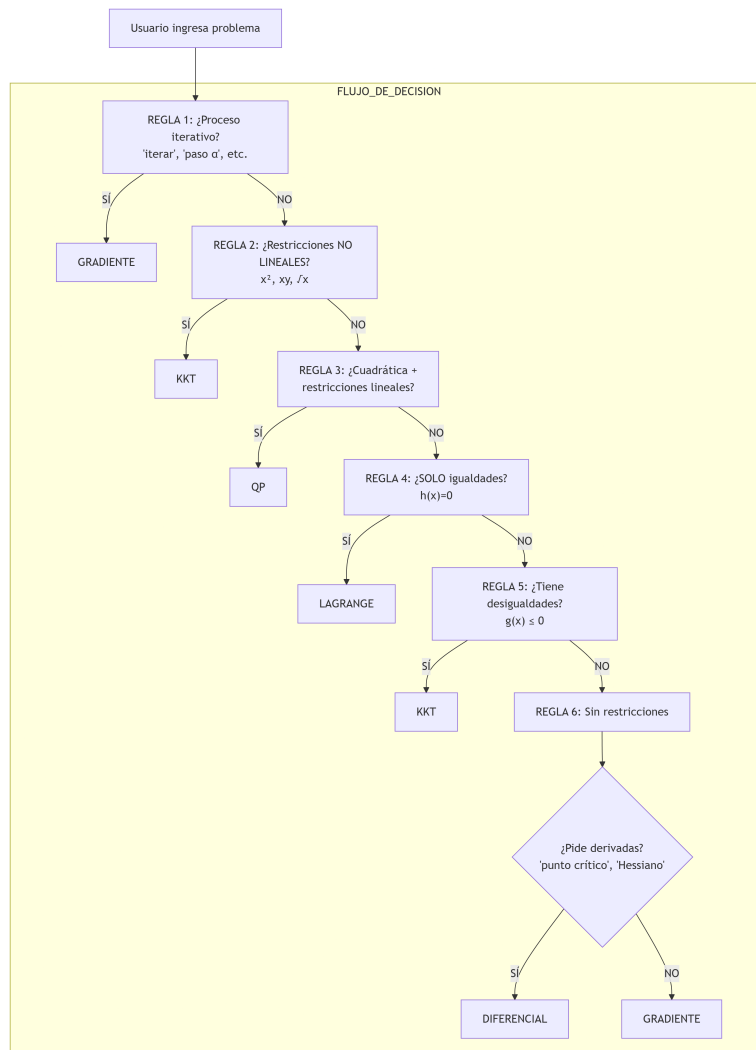 Usuario ingresa problema
FLUJO_DE_DECISION
REGLA 1: ¿Proceso
iterativo?
'iterar', 'paso α', etc.
SÍ
NO
GRADIENTE
REGLA 2: ¿Restricciones NO
LINEALES?
x², xy, √x
SÍ
NO
KKT
REGLA 3: ¿Cuadrática +
restricciones lineales?
SÍ
NO
QP
REGLA 4: ¿SOLO igualdades?
h(x)=0
SÍ
NO
LAGRANGE
REGLA 5: ¿Tiene
desigualdades?
g(x) ≤ 0
SÍ
NO
KKT
REGLA 6: Sin restricciones
¿Pide derivadas?
'punto crítico', 'Hessiano'
SÍ
NO
DIFERENCIAL
GRADIENTE